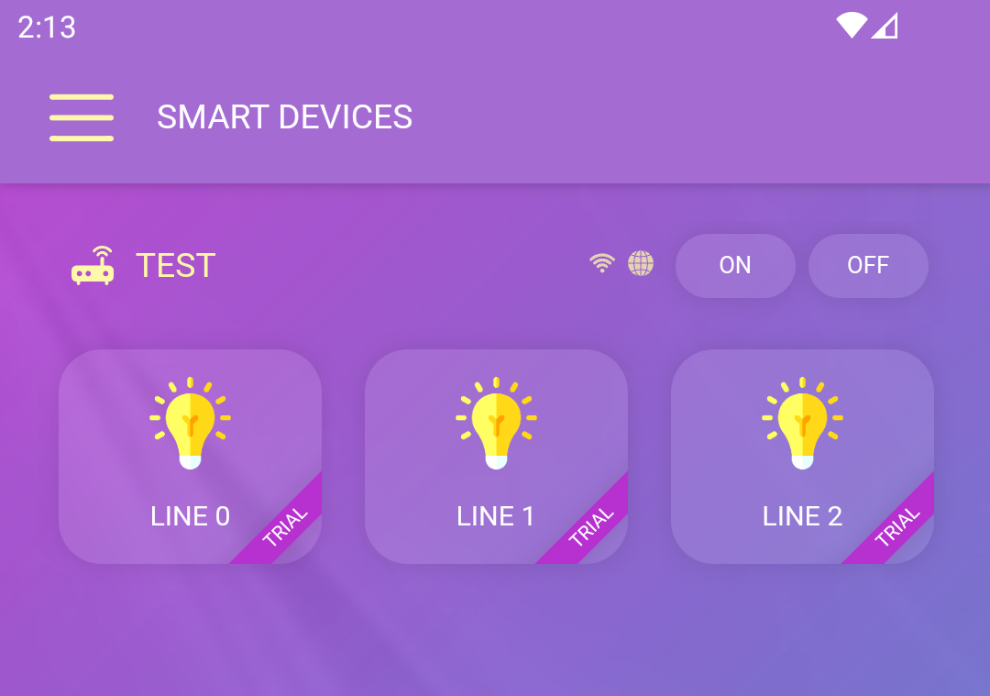 2:13
SMART DEVICES
TEST
ON
OFF
LINE 0
TRIAL
LINE 1
TRIAL
LINE 2
TRIAL